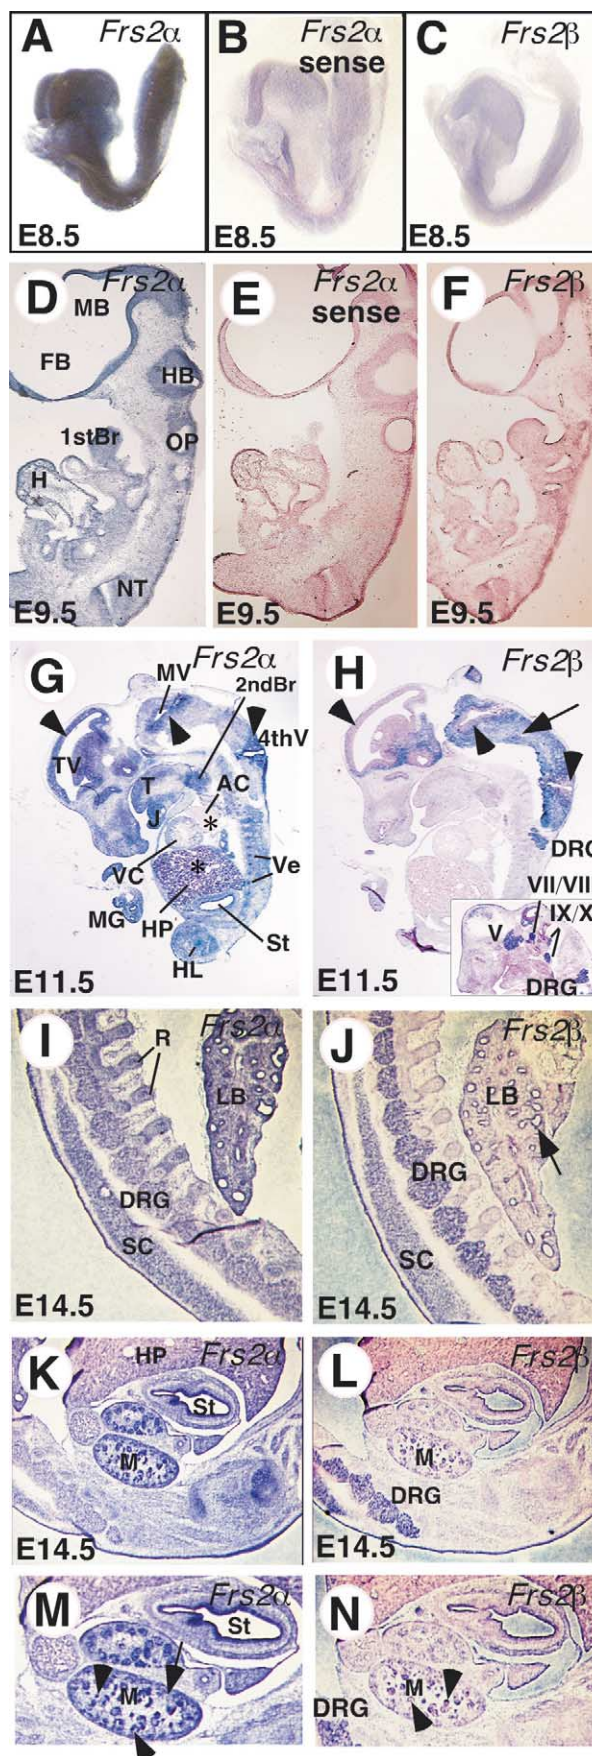 A Frs2α
E8.5
B Frs2α
sense
E8.5
C Frs2β
E8.5
D Frs2α
MB
FB
HB
1stBr
OP
H
*
NT
E9.5
E Frs2α
sense
E9.5
F Frs2β
E9.5
G Frs2α
MV
2ndBr
4thV
TV
T
AC
J
*
VC
*
Ve
MG
HP
St
HL
E11.5
H Frs2β
DRG
VII/VIII
IX/X
V
DRG
E11.5
I Frs2α
R
LB
DRG
SC
E14.5
J Frs2β
LB
DRG
SC
E14.5
K HP Frs2α
St
M
E14.5
L Frs2β
M
DRG
E14.5
M Frs2α
St
M
N Frs2β
M
DRG